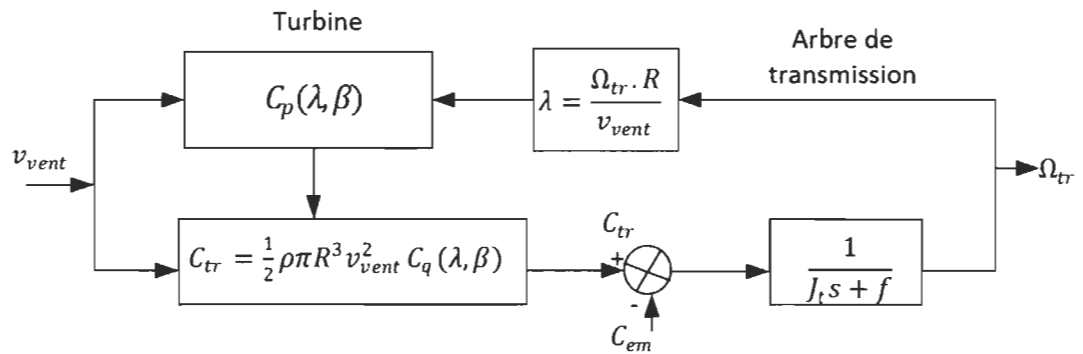 Turbine
Arbre de
transmission
C_p(λ, β)
λ = Ω_tr . R / v_vent
v_vent
Ω_tr
C_tr = 1/2 ρπR^3 v_vent^2 C_q (λ, β)
C_tr
+
-
C_em
1 / (J_t s + f)